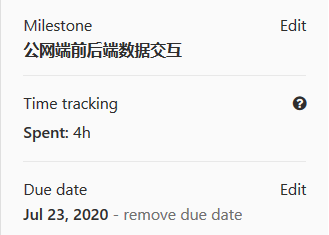 Milestone Edit
公网端前后端数据交互
Time tracking
Spent: 4h
Due date Edit
Jul 23, 2020 - remove due date